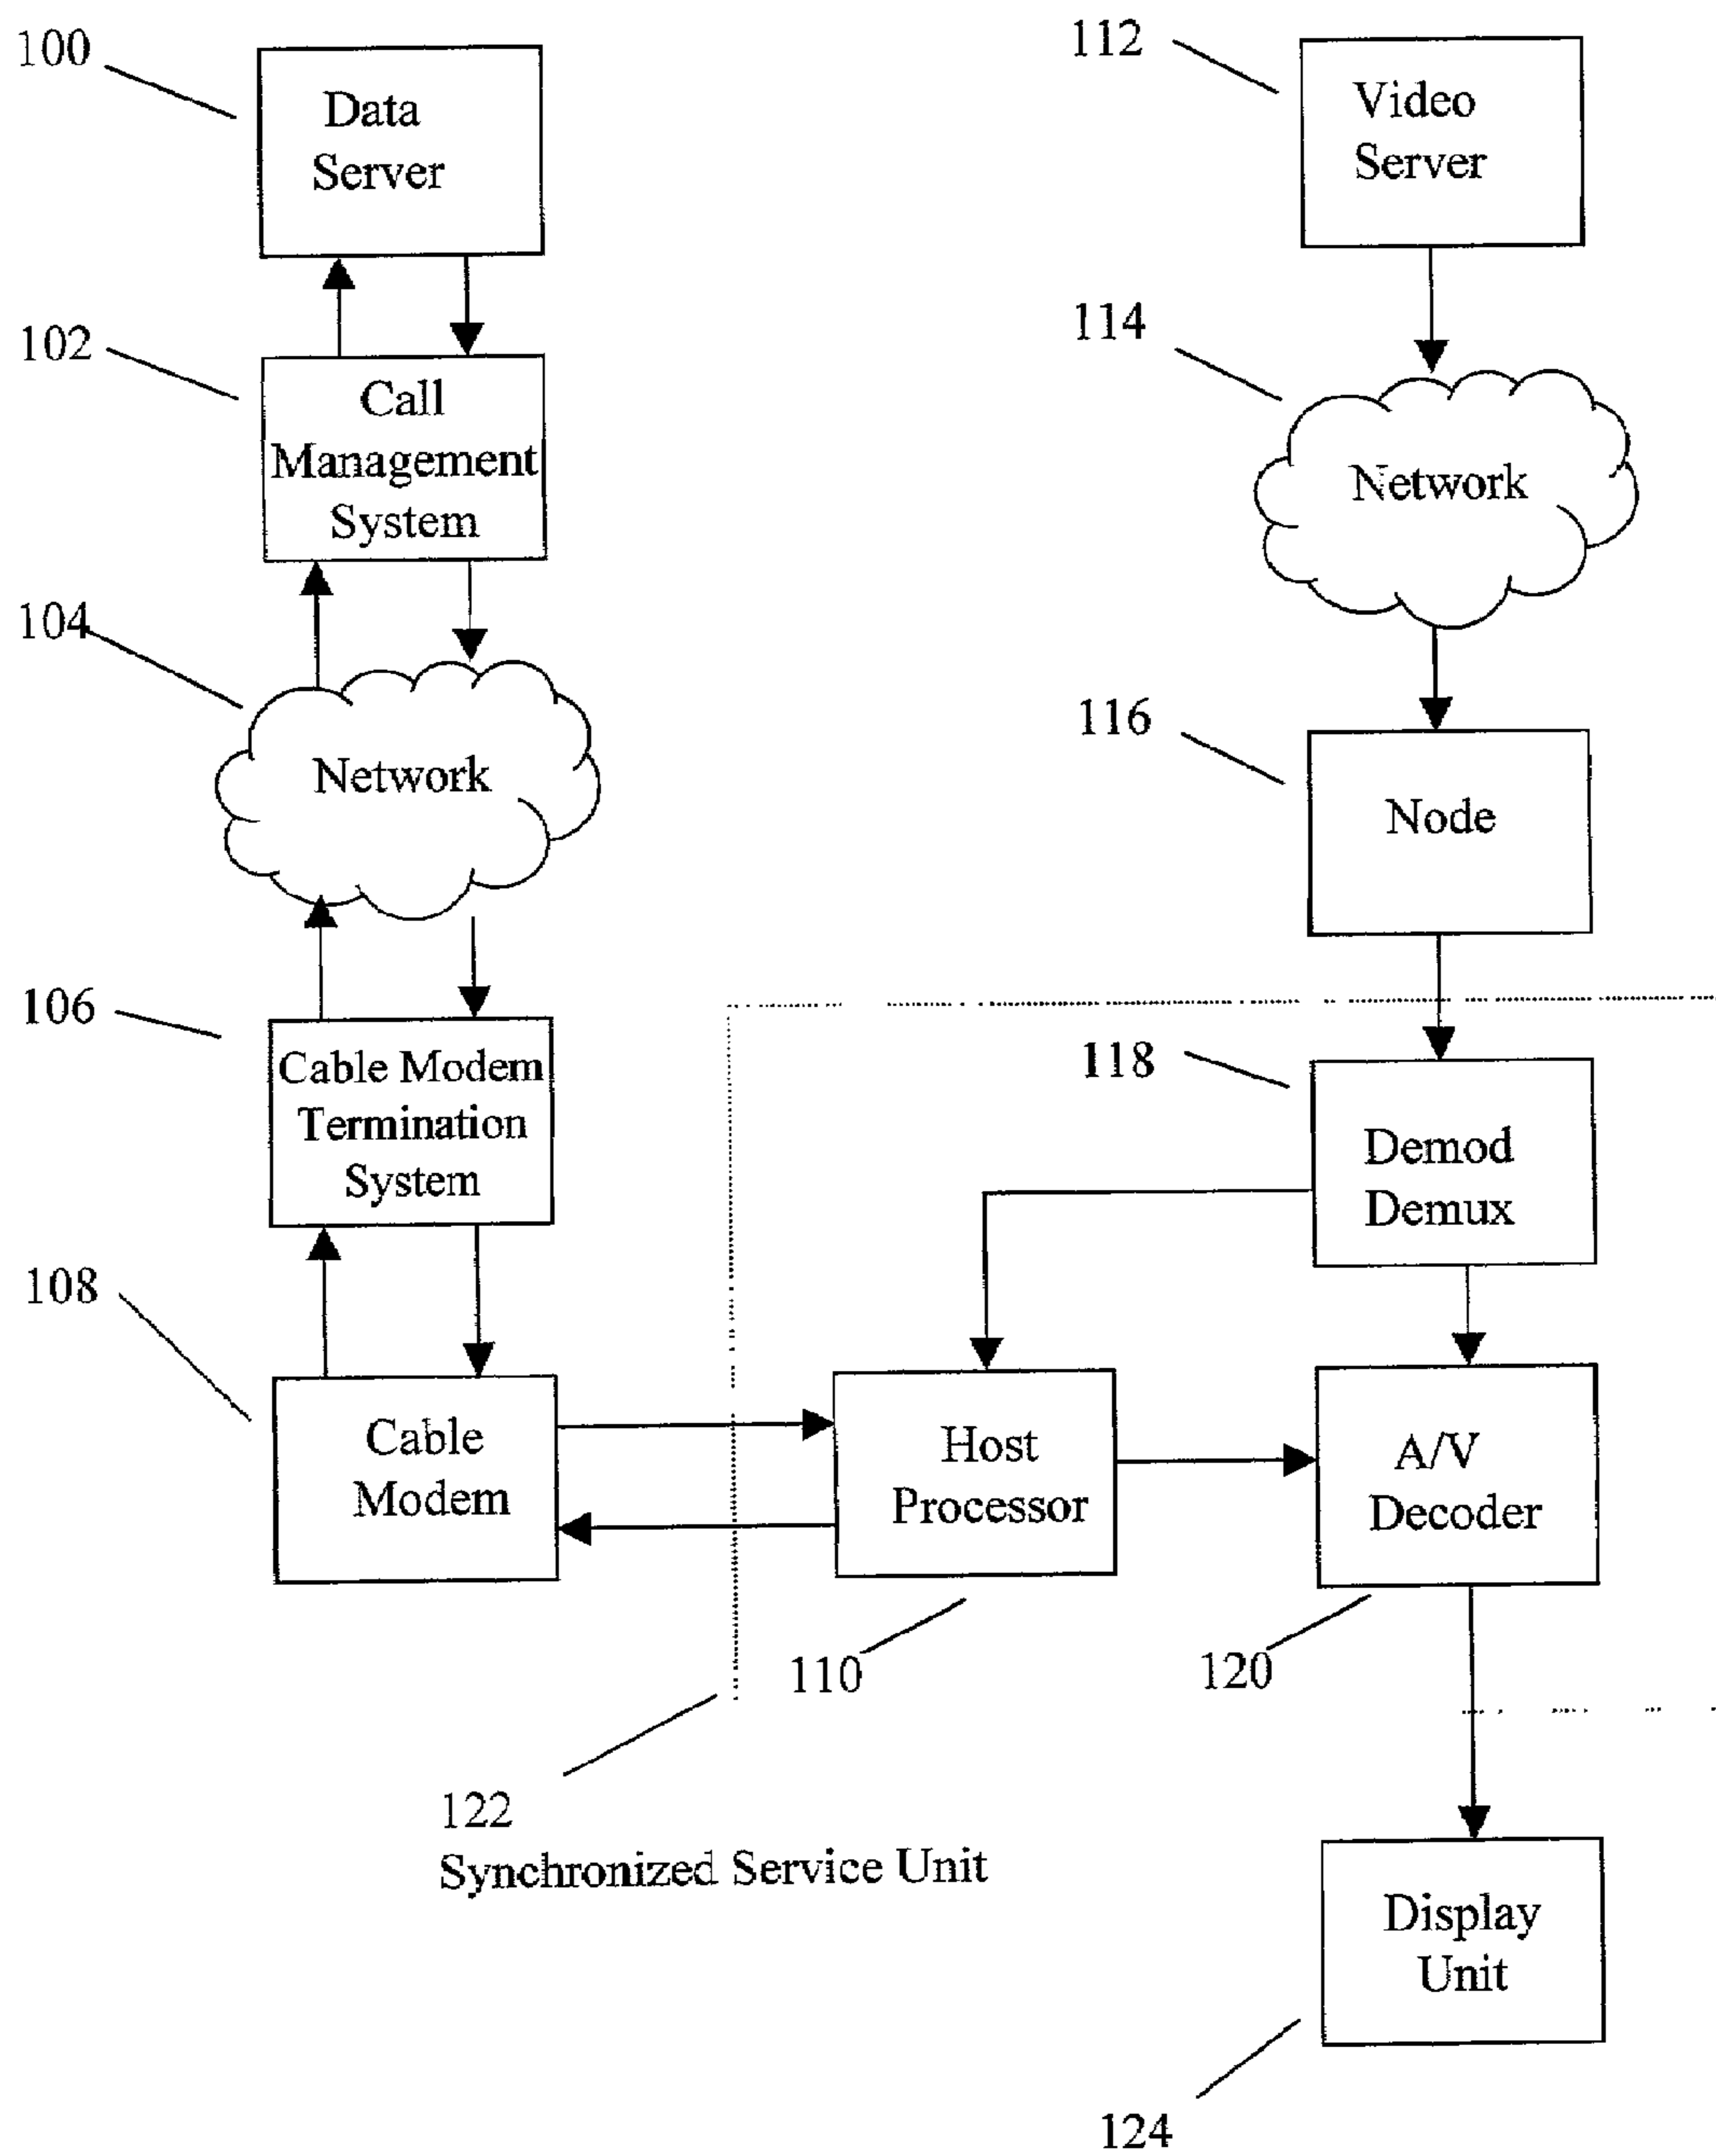 100
Data
Server
102
Call
Management
System
104
Network
106
Cable Modem
Termination
System
108
Cable
Modem
112
Video
Server
114
Network
116
Node
118
Demod
Demux
Host
Processor
110
A/V
Decoder
120
122
Synchronized Service Unit
Display
Unit
124